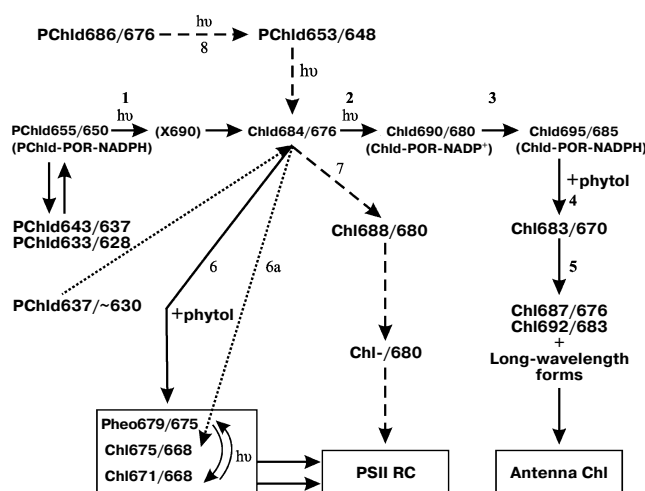 hυ
PChld686/676 PChld653/648
8
hυ
1 2 3
hυ hυ
PChld655/650 (X690) Chld684/676 Chld690/680 Chld695/685
(PChld-POR-NADPH) (Chld-POR-NADP⁺) (Chld-POR-NADPH)
7
+phytol
4
PChld643/637
PChld633/628
Chl688/680 Chl683/670
6 6a 5
PChld637/~630
+phytol
Chl687/676
Chl692/683
+
Long-wavelength
forms
Chl-/680
Pheo679/675
Chl675/668
hυ
Chl671/668
PSII RC Antenna Chl